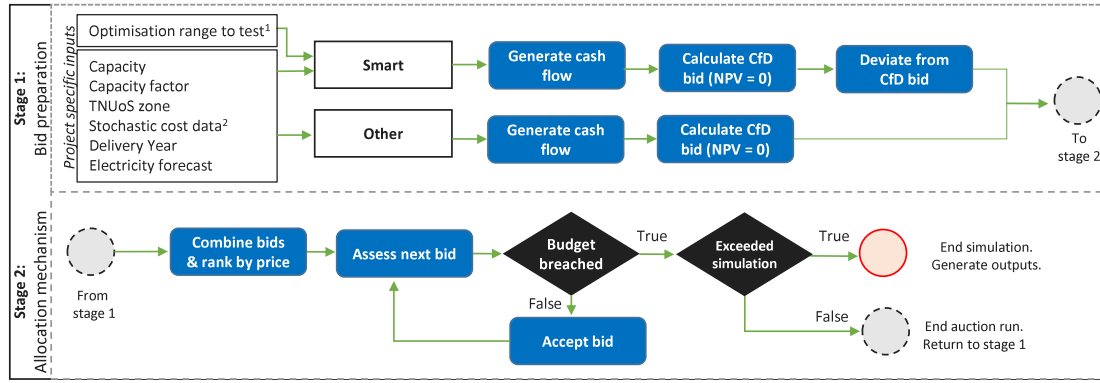 Stage 1:
Bid preparation
Project specific inputs
Optimisation range to test1
Capacity
Capacity factor
TNUoS zone
Stochastic cost data2
Delivery Year
Electricity forecast
Smart
Generate cash
flow
Calculate CfD
bid (NPV = 0)
Deviate from
CfD bid
Other
Generate cash
flow
Calculate CfD
bid (NPV = 0)
To
stage 2
Stage 2:
Allocation mechanism
From
stage 1
Combine bids
& rank by price
Assess next bid
Budget
breached
True
False
Accept bid
Exceeded
simulation
True
End simulation.
Generate outputs.
False
End auction run.
Return to stage 1